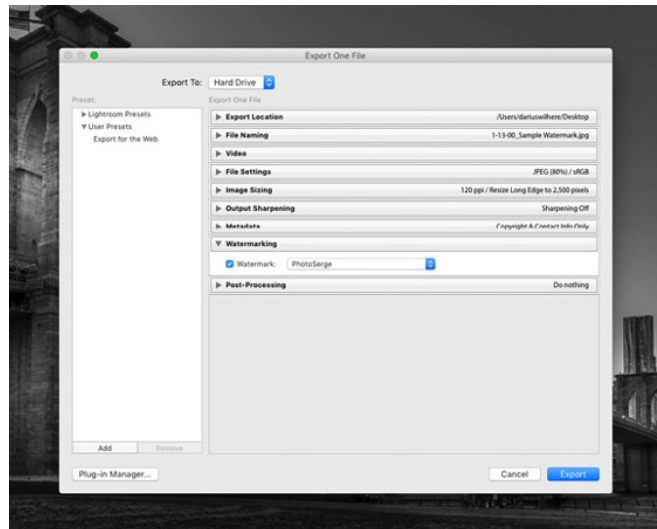 Export One File
Export To: Hard Drive
Preset:
Export One File
Lightroom Presets
User Presets
Export for the Web
Export Location /Users/dariuswilhere/Desktop
File Naming 1-13-00_Sample Watermark.jpg
Video
File Settings JPEG (80%) / sRGB
Image Sizing 120 ppi / Resize Long Edge to 2,500 pixels
Output Sharpening Sharpening Off
Metadata Copyright & Contact Info Only
Watermarking
Watermark: PhotoSerge
Post-Processing Do nothing
Add Remove
Plug-in Manager... Cancel Export